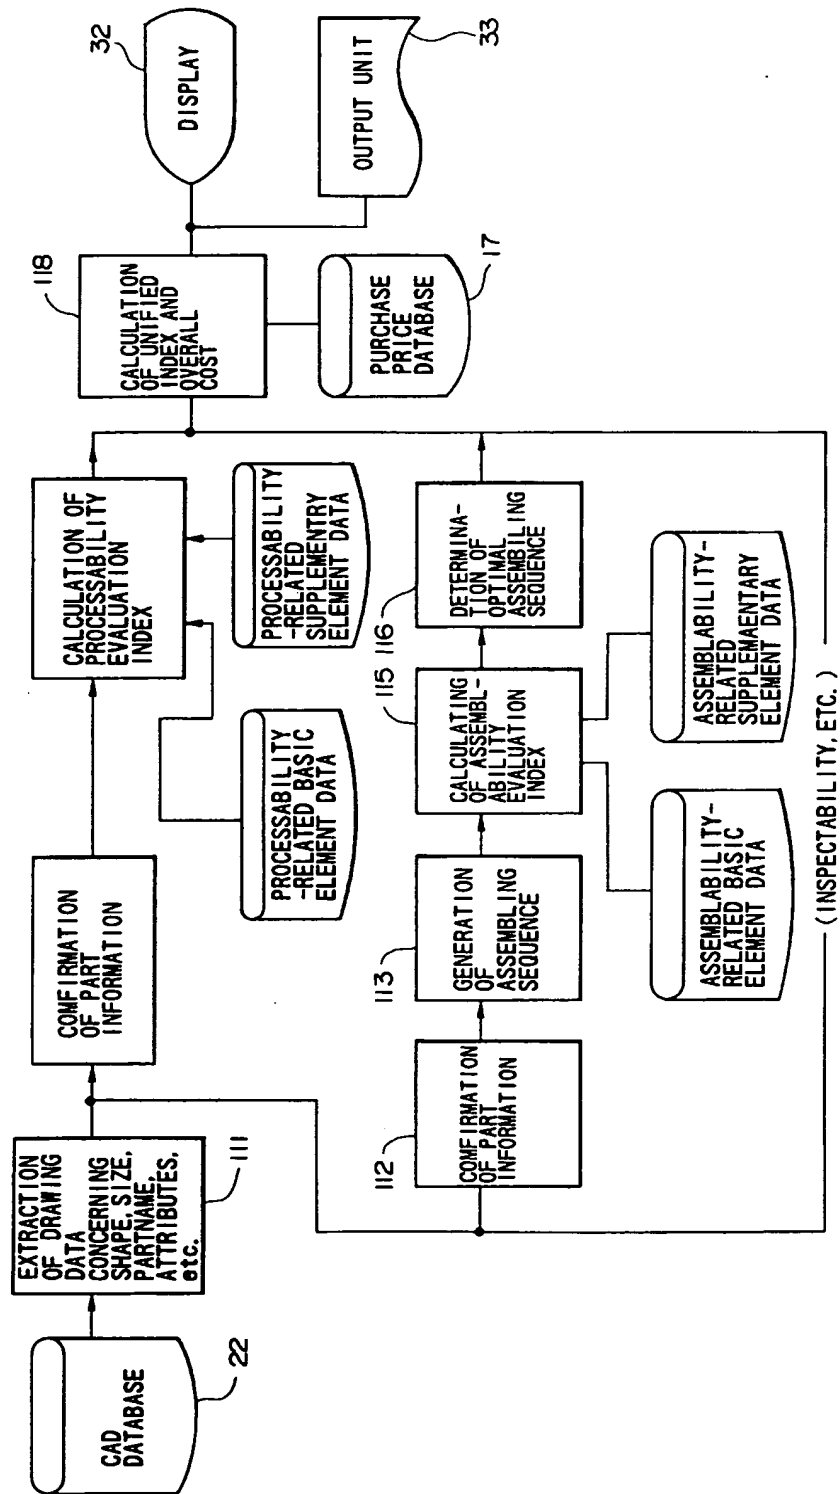 CAD
DATABASE
22
EXTRACTION
OF DRAWING
DATA
CONCERNING
SHAPE, SIZE,
PARTNAME,
ATTRIBUTES,
etc.
111
COMFIRMATION
OF PART
INFORMATION
CALCULATION OF
PROCESSABILITY
EVALUATION
INDEX
PROCESSABILITY
-RELATED BASIC
ELEMENT DATA
PROCESSABILITY
-RELATED
SUPPLEMENTRY
ELEMENT DATA
112
COMFIRMATION
OF PART
INFORMATION
113
GENERATION
OF
ASSEMBLING
SEQUENCE
115
CALCULATING
OF ASSEMBL-
ABILITY
EVALUATION
INDEX
116
DETERMINA-
TION OF
OPTIMAL
ASSEMBILING
SEQUENCE
ASSEMBLABILITY-
RELATED BASIC
ELEMENT DATA
ASSEMBLABILITY-
RELATED
SUPPLEMAENTARY
ELEMENT DATA
(INSPECTABILITY, ETC.)
118
CALCULATION
OF UNIFIED
INDEX AND
OVERALL
COST
PURCHASE
PRICE
DATABASE
17
32
DISPLAY
OUTPUT UNIT
33